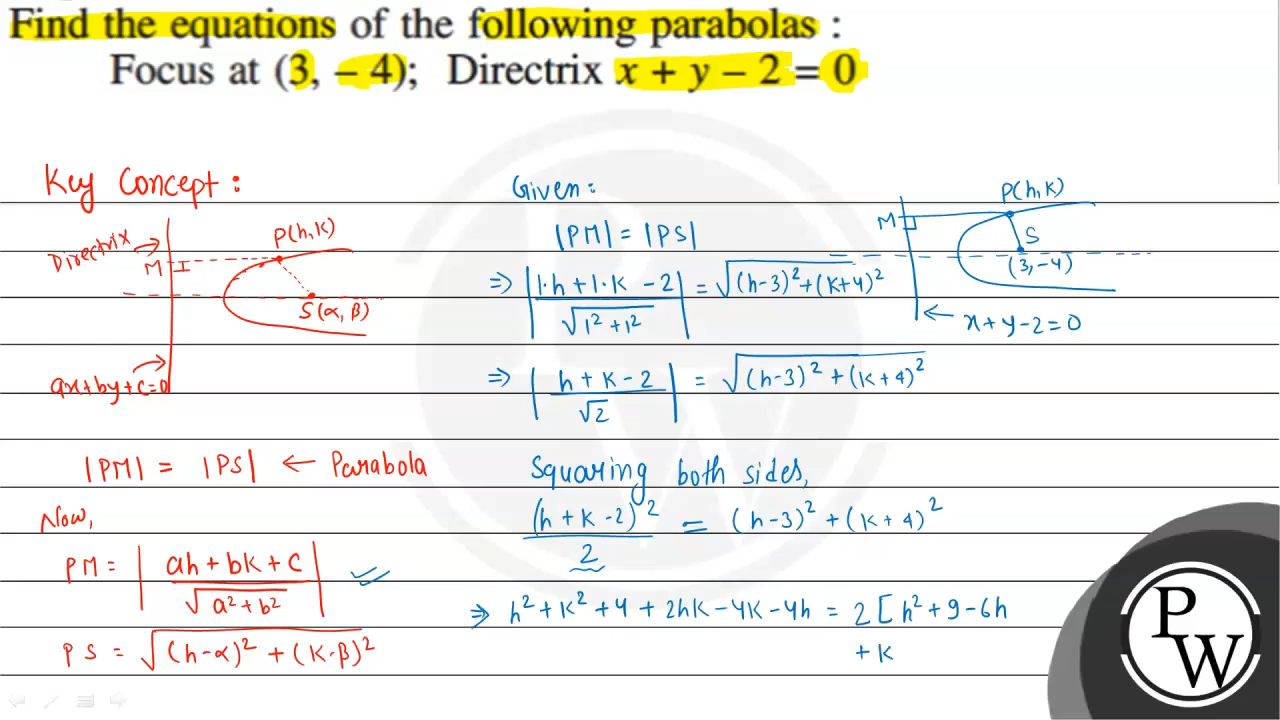 Find the equations of the following parabolas :
Focus at (3, – 4); Directrix x + y – 2 = 0
Key Concept :
Directrix
P(h,k)
M
S(α, β)
ax+by+c=0
|PM| = |PS| ← Parabola
Now,
PM = | ah + bk + c / √a² + b² |
PS = √(h-α)² + (k-β)²
Given:
|PM| = |PS|
⇒ | 1·h + 1·k - 2 / √1² + 1² | = √(h-3)² + (k+4)²
⇒ | h + k - 2 / √2 | = √(h-3)² + (k+4)²
Squaring both sides,
(h + k - 2)² / 2 = (h-3)² + (k+4)²
⇒ h² + k² + 4 + 2hk - 4k - 4h = 2 [ h² + 9 - 6h
+ k
P(h,k)
M
S
(3,-4)
← x+y-2=0
PW